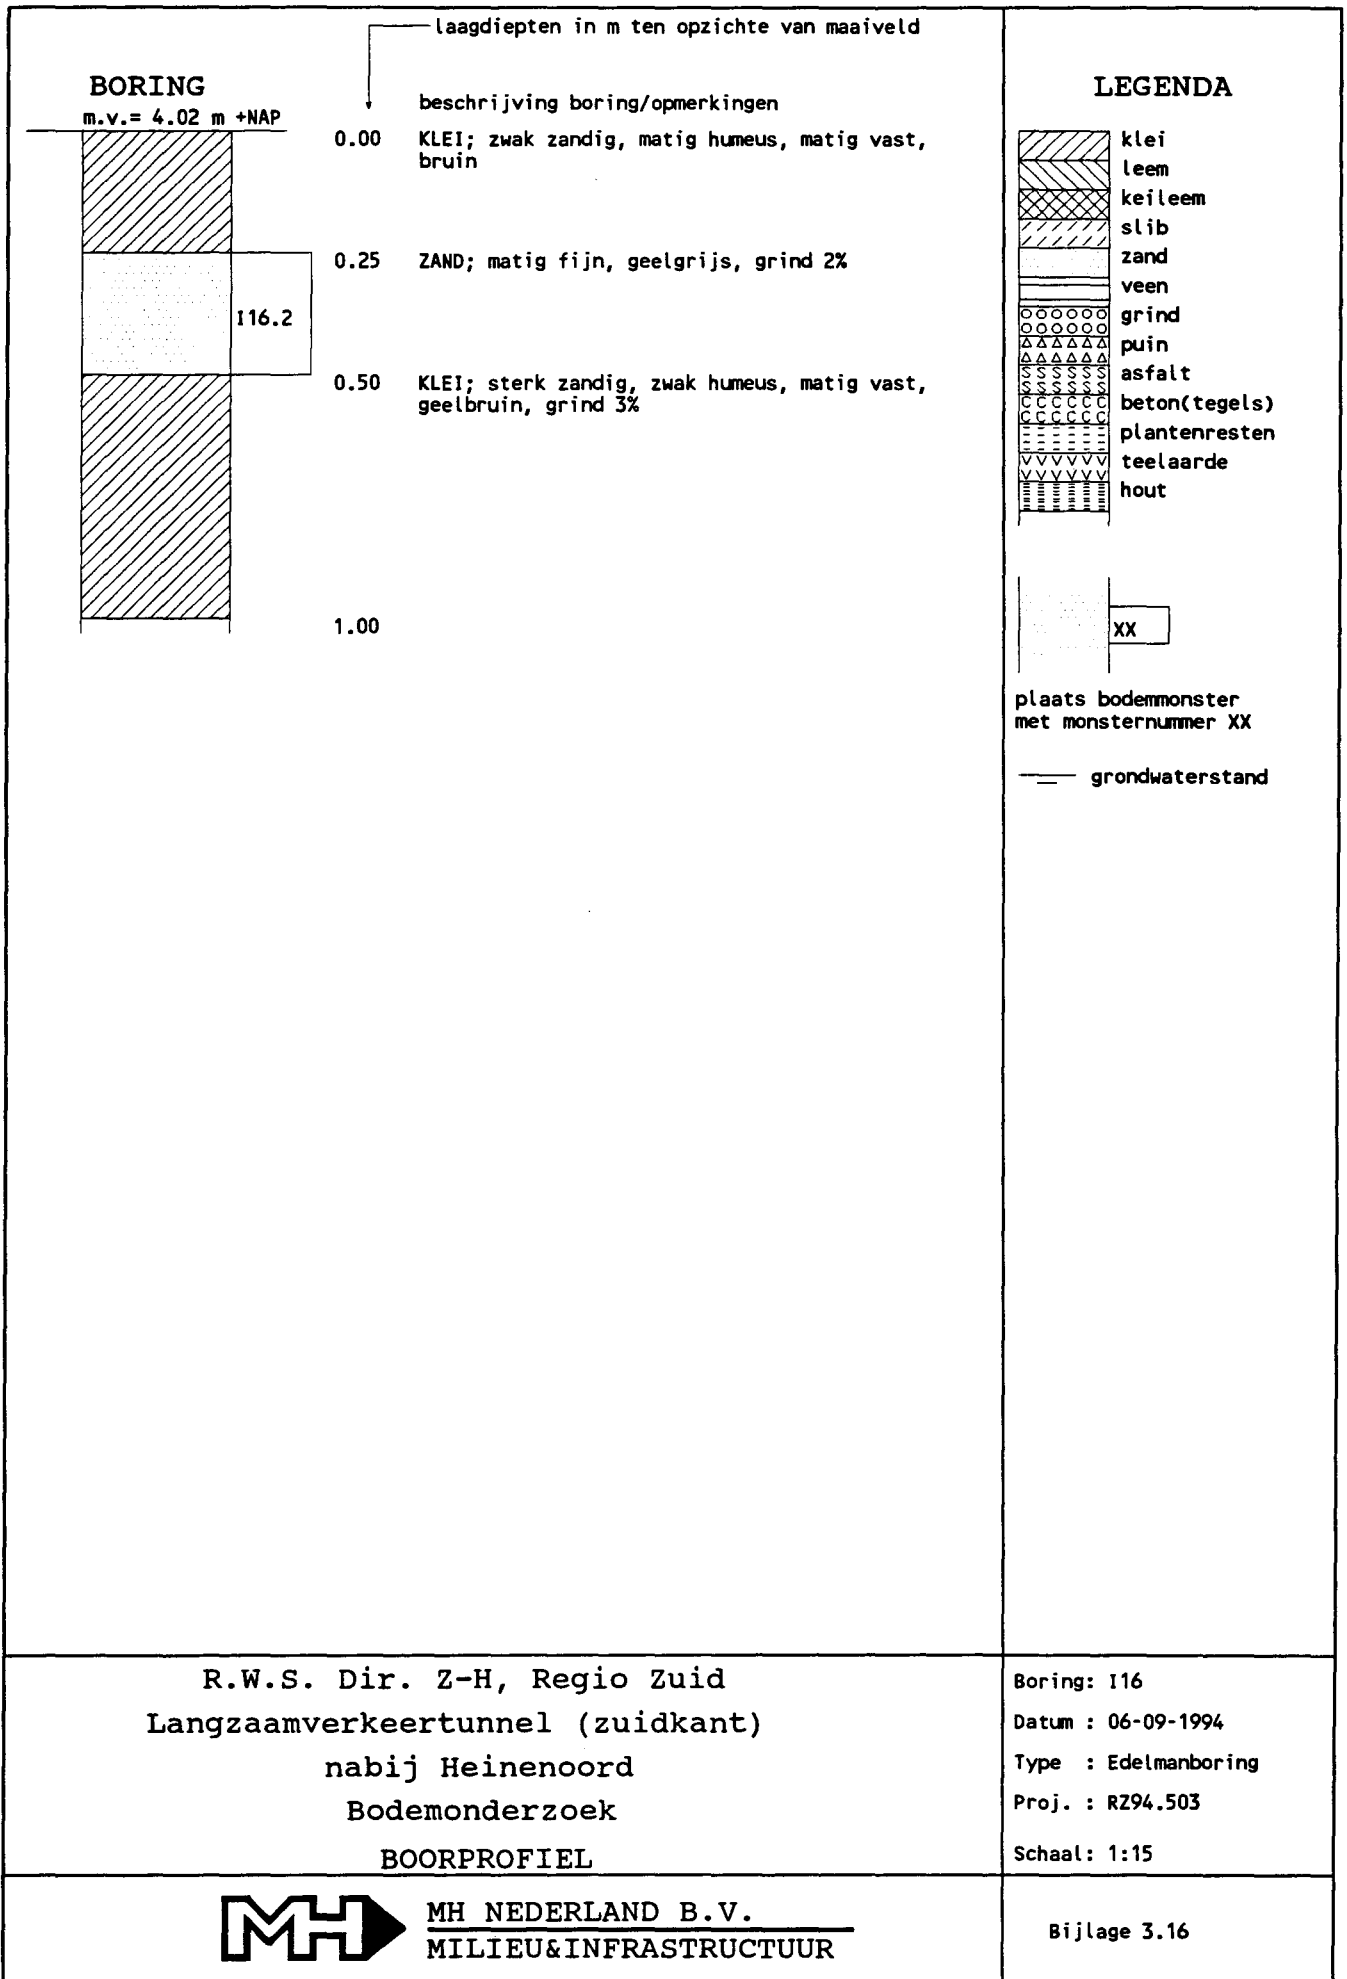 laagdiepten in m ten opzichte van maaiveld
BORING
m.v.= 4.02 m +NAP
beschrijving boring/opmerkingen
0.00 KLEI; zwak zandig, matig humeus, matig vast,
bruin
0.25 ZAND; matig fijn, geelgrijs, grind 2%
I16.2
0.50 KLEI; sterk zandig, zwak humeus, matig vast,
geelbruin, grind 3%
1.00
LEGENDA
klei
leem
keileem
slib
zand
veen
grind
puin
asfalt
beton(tegels)
plantenresten
teelaarde
hout
XX
plaats bodemmonster
met monsternummer XX
grondwaterstand
R.W.S. Dir. Z-H, Regio Zuid
Langzaamverkeertunnel (zuidkant)
nabij Heinenoord
Bodemonderzoek
BOORPROFIEL
Boring: I16
Datum : 06-09-1994
Type : Edelmanboring
Proj. : RZ94.503
Schaal: 1:15
MH
MH NEDERLAND B.V.
MILIEU&INFRASTRUCTUUR
Bijlage 3.16